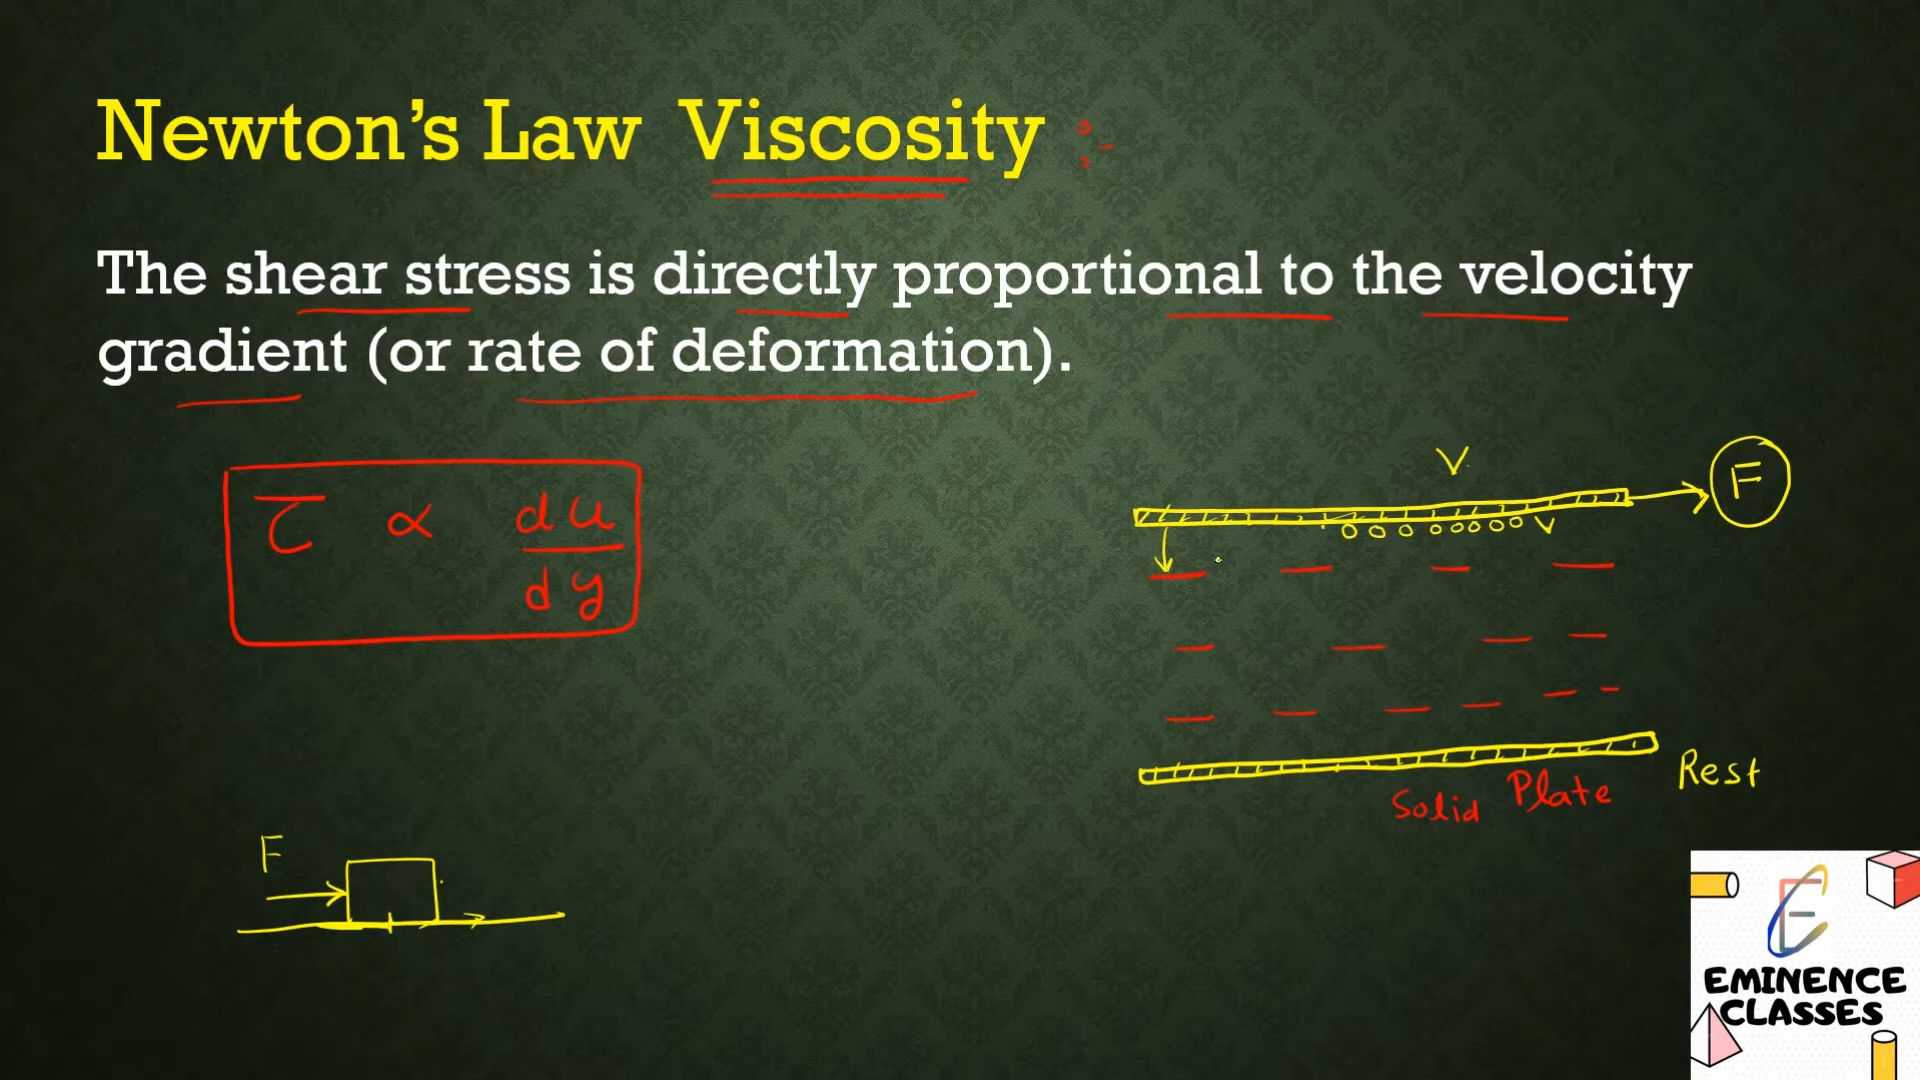 Newton's Law Viscosity :-
The shear stress is directly proportional to the velocity
gradient (or rate of deformation).
τ ∝ du
dy
V
F
V
Solid Plate
Rest
F
E
EMINENCE
CLASSES